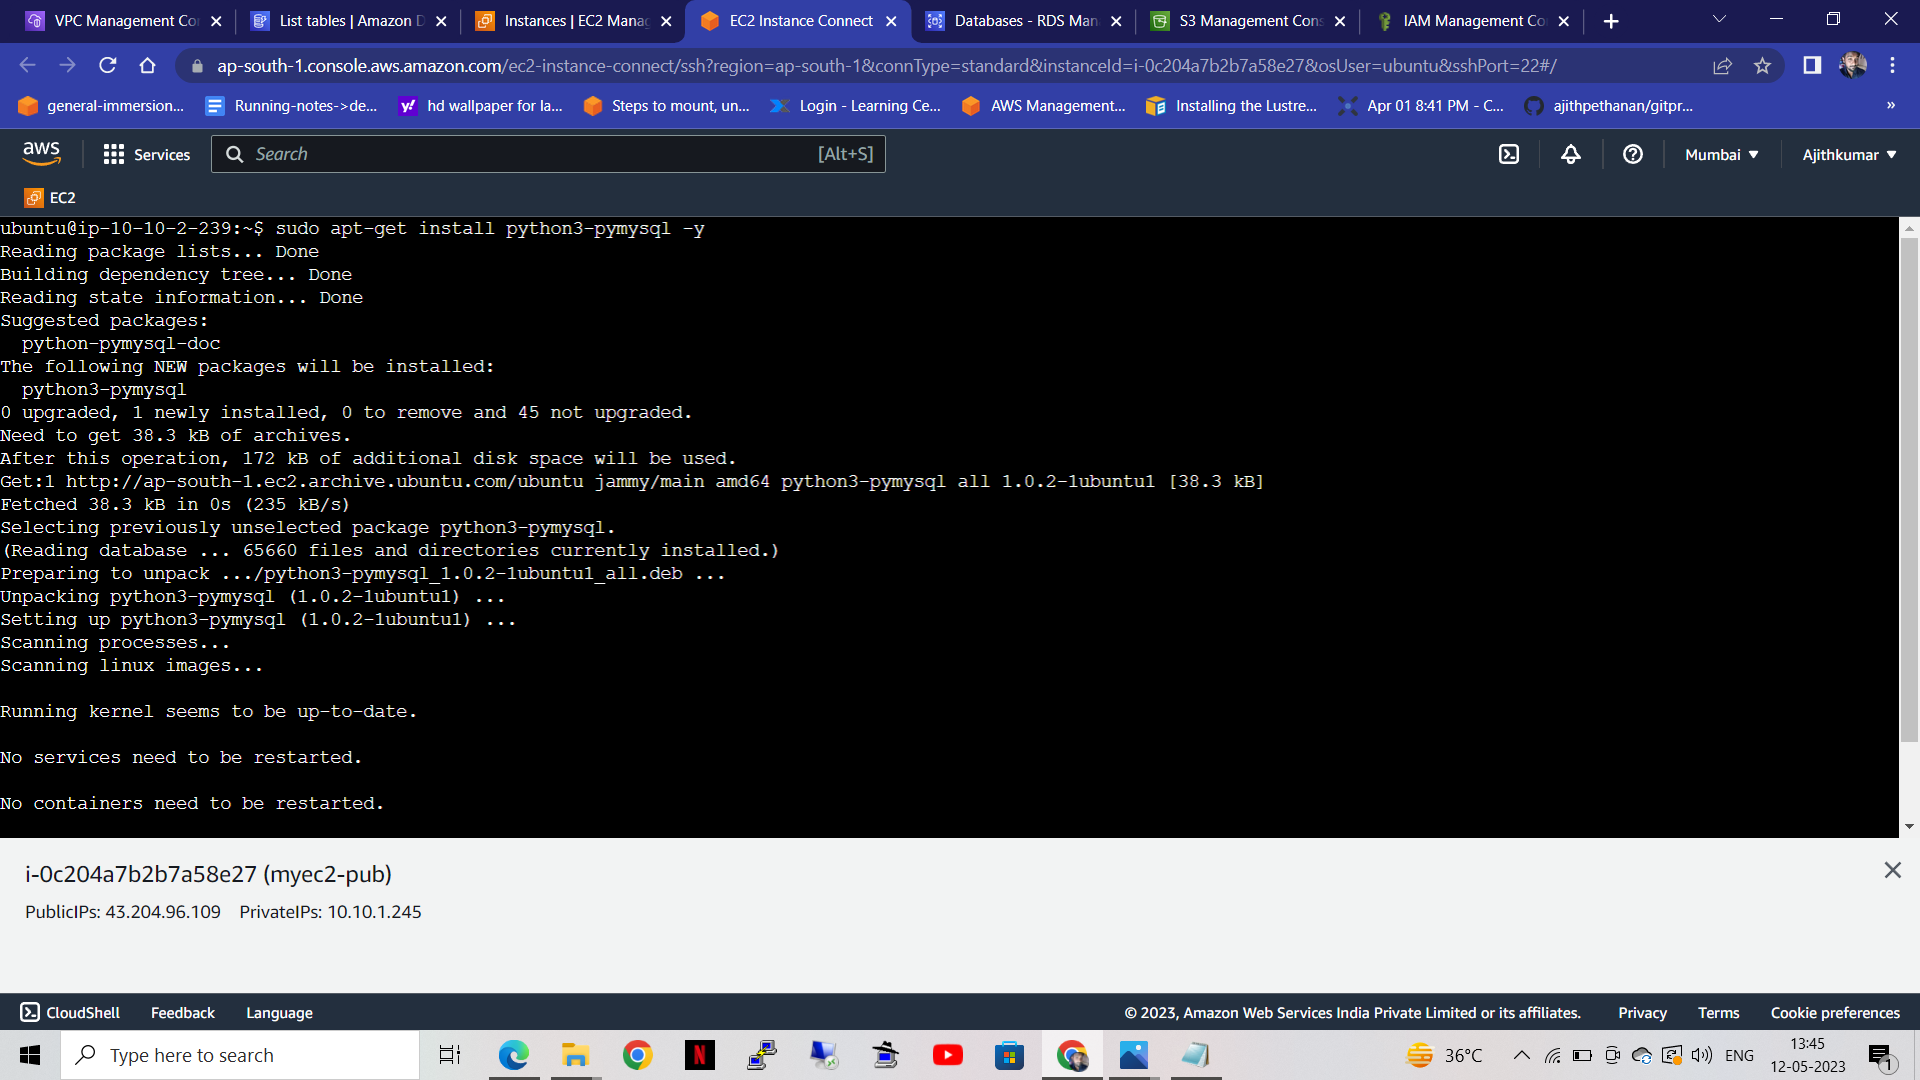 VPC Management Co
List tables | Amazon D
Instances | EC2 Manag
EC2 Instance Connect
Databases - RDS Man
S3 Management Cons
IAM Management Co
ap-south-1.console.aws.amazon.com/ec2-instance-connect/ssh?region=ap-south-1&connType=standard&instanceId=i-0c204a7b2b7a58e27&osUser=ubuntu&sshPort=22#/
general-immersion...
Running-notes->de...
hd wallpaper for la...
Steps to mount, un...
Login - Learning Ce...
AWS Management...
Installing the Lustre...
Apr 01 8:41 PM - C...
ajithpethanan/gitpr...
»
aws
Services
Search
[Alt+S]
Mumbai ▼
Ajithkumar ▼
EC2
ubuntu@ip-10-10-2-239:~$ sudo apt-get install python3-pymysql -y
Reading package lists... Done
Building dependency tree... Done
Reading state information... Done
Suggested packages:
  python-pymysql-doc
The following NEW packages will be installed:
  python3-pymysql
0 upgraded, 1 newly installed, 0 to remove and 45 not upgraded.
Need to get 38.3 kB of archives.
After this operation, 172 kB of additional disk space will be used.
Get:1 http://ap-south-1.ec2.archive.ubuntu.com/ubuntu jammy/main amd64 python3-pymysql all 1.0.2-1ubuntu1 [38.3 kB]
Fetched 38.3 kB in 0s (235 kB/s)
Selecting previously unselected package python3-pymysql.
(Reading database ... 65660 files and directories currently installed.)
Preparing to unpack .../python3-pymysql_1.0.2-1ubuntu1_all.deb ...
Unpacking python3-pymysql (1.0.2-1ubuntu1) ...
Setting up python3-pymysql (1.0.2-1ubuntu1) ...
Scanning processes...
Scanning linux images...
Running kernel seems to be up-to-date.
No services need to be restarted.
No containers need to be restarted.
i-0c204a7b2b7a58e27 (myec2-pub)
PublicIPs: 43.204.96.109    PrivateIPs: 10.10.1.245
CloudShell
Feedback
Language
© 2023, Amazon Web Services India Private Limited or its affiliates.
Privacy
Terms
Cookie preferences
Type here to search
36°C
ENG
13:45
12-05-2023
1